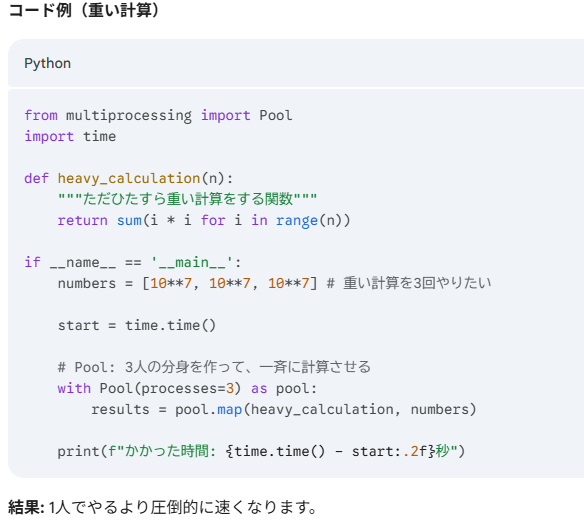 コード例（重い計算）
Python
from multiprocessing import Pool
import time
def heavy_calculation(n):
    """ただひたすら重い計算をする関数"""
    return sum(i * i for i in range(n))
if __name__ == '__main__':
    numbers = [10**7, 10**7, 10**7] # 重い計算を3回やりたい
    start = time.time()
    # Pool: 3人の分身を作って、一斉に計算させる
    with Pool(processes=3) as pool:
        results = pool.map(heavy_calculation, numbers)
    print(f"かかった時間: {time.time() - start:.2f}秒")
結果: 1人でやるより圧倒的に速くなります。